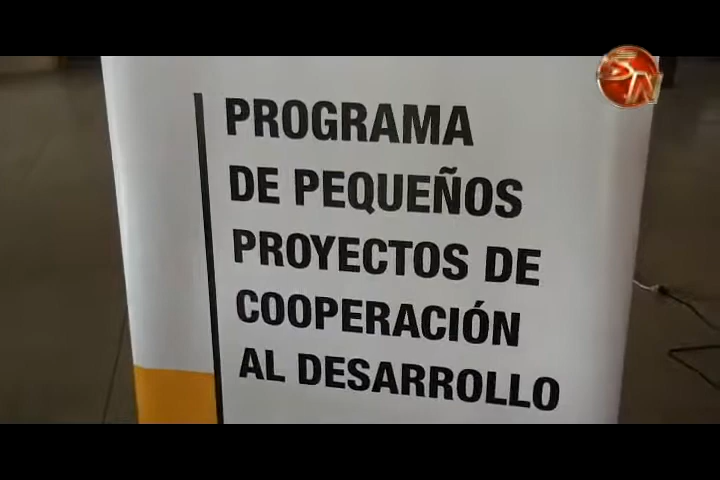 PROGRAMA
DE PEQUEÑOS
PROYECTOS DE
COOPERACIÓN
AL DESARROLLO